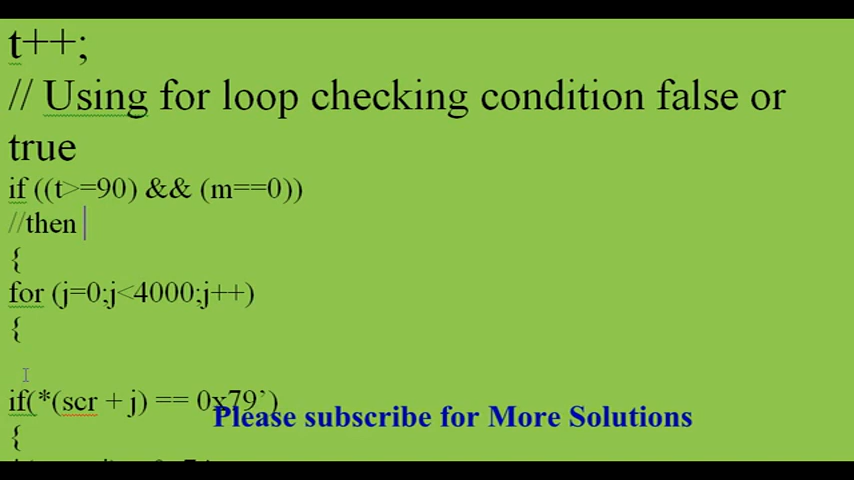 t++;
// Using for loop checking condition false or
true
if ((t>=90) && (m==0))
//then
{
for (j=0;j<4000;j++)
{
if(*(scr + j) == 0x79’)
Please subscribe for More Solutions
{